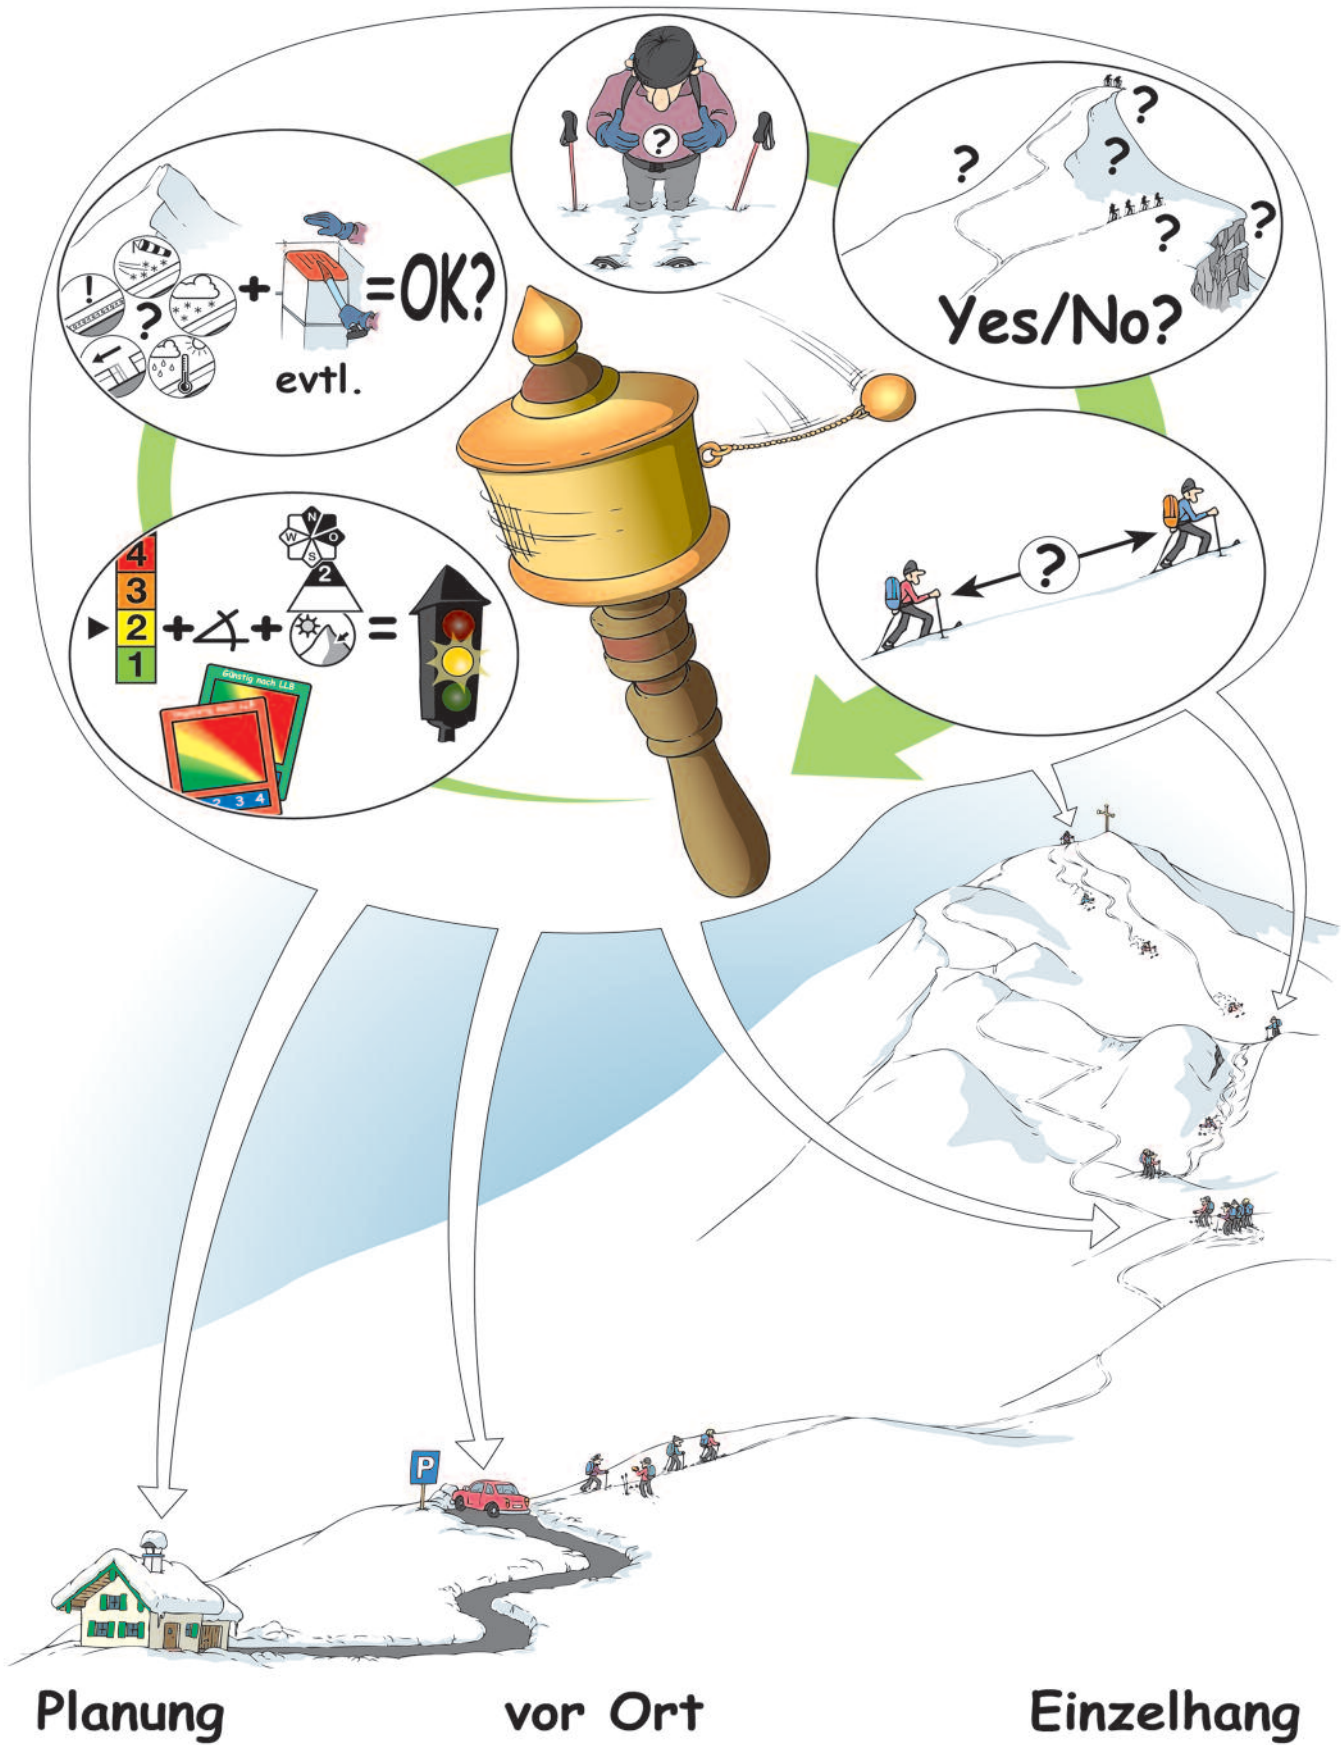 ?
?
?
?
?
?
Yes/No?
N
!
?
+
=OK?
evtl.
?
4
3
2
1
+
+
=
N
W
O
S
2
Günstig nach LLB
2 3 4
P
Planung
vor Ort
Einzelhang